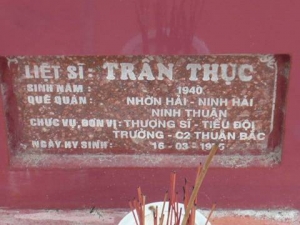 LIỆT SĨ : TRẦN THỤC
SINH NĂM : 1940
QUÊ QUÁN : NHƠN HẢI - NINH HẢI
NINH THUẬN
CHỨC VỤ, ĐƠN VỊ : THƯỢNG SĨ - TIỂU ĐỘI
TRƯỞNG - C2 THUẬN BẮC
NGÀY HY SINH : 16 - 03 -